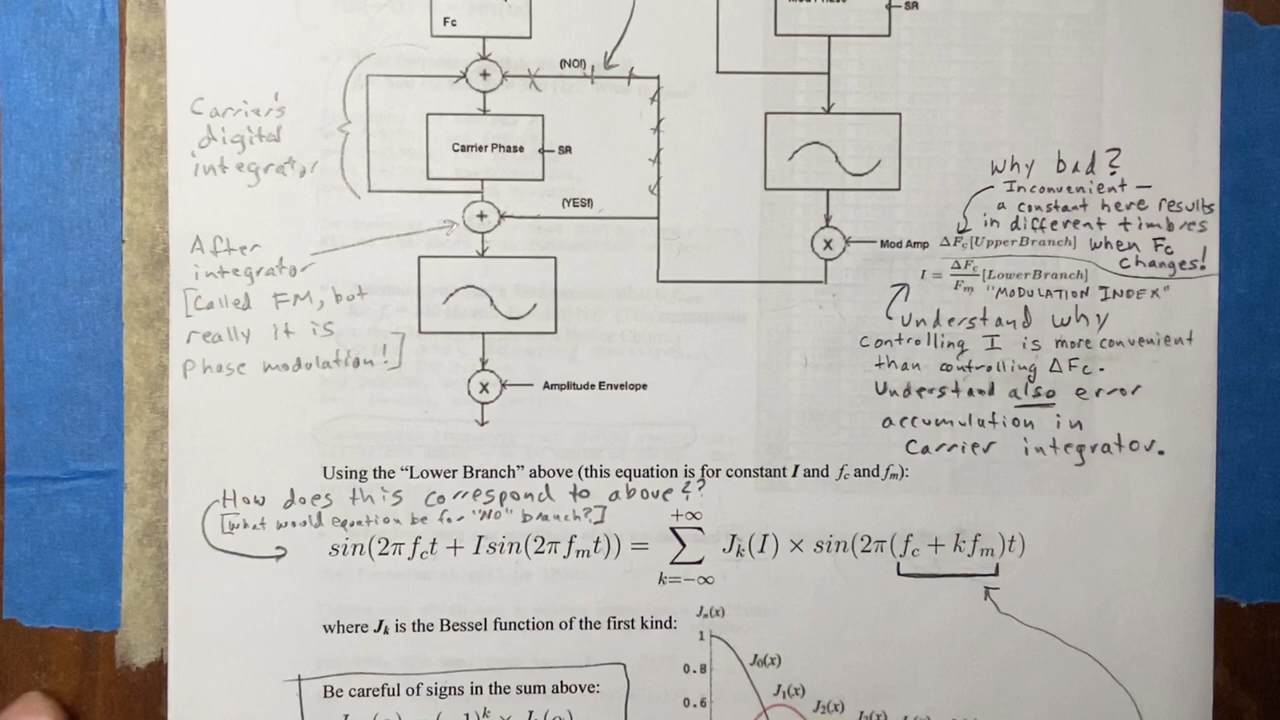 Fc
SR
+
(NO!)
Carrier's
digital
integrator
Carrier Phase
SR
(YES!)
+
Why bad?
Inconvenient —
a constant here results
in different timbres
when Fc
changes!
X
Mod Amp
ΔFc[UpperBranch]
I = ΔFc/Fm [LowerBranch]
"MODULATION INDEX"
After
integrator
[Called FM, but
really it is
Phase modulation!]
Understand why
controlling I is more convenient
than controlling ΔFc.
Understand also error
accumulation in
Carrier integrator.
X
Amplitude Envelope
Using the “Lower Branch” above (this equation is for constant I and fc and fm):
How does this correspond to above??
[What would equation be for "NO" branch?]
sin(2πfct + Isin(2πfmt)) = ∑ k=−∞ +∞ Jk(I) × sin(2π(fc + kfm)t)
where Jk is the Bessel function of the first kind:
Jn(x)
1
0.8
0.6
J0(x)
J1(x)
J2(x)
Be careful of signs in the sum above: